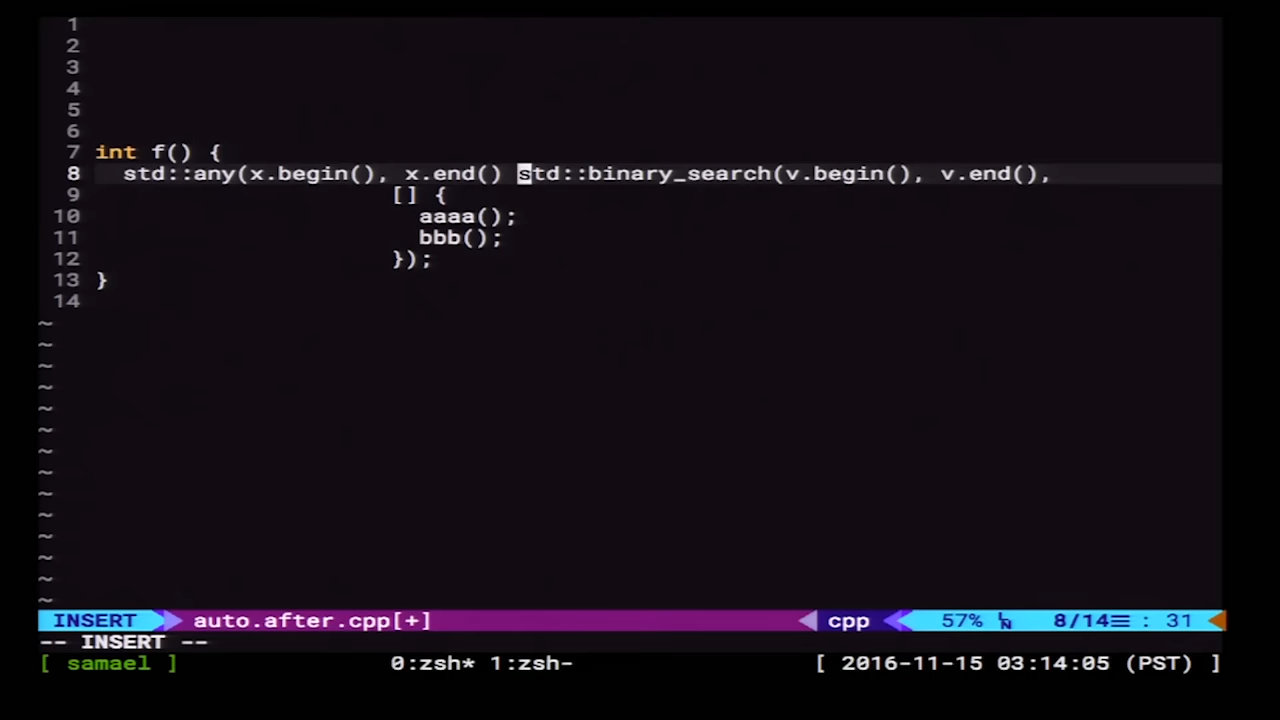 1
2
3
4
5
6
7 int f() {
8   std::any(x.begin(), x.end() std::binary_search(v.begin(), v.end(),
9                      [] {
10                        aaaa();
11                        bbb();
12                      });
13 }
14
~
~
~
~
~
~
~
~
~
~
~
~
~
~
INSERT auto.after.cpp[+] cpp 57% 8/14☰ : 31
-- INSERT --
[ samael ] 0:zsh* 1:zsh- [ 2016-11-15 03:14:05 (PST) ]